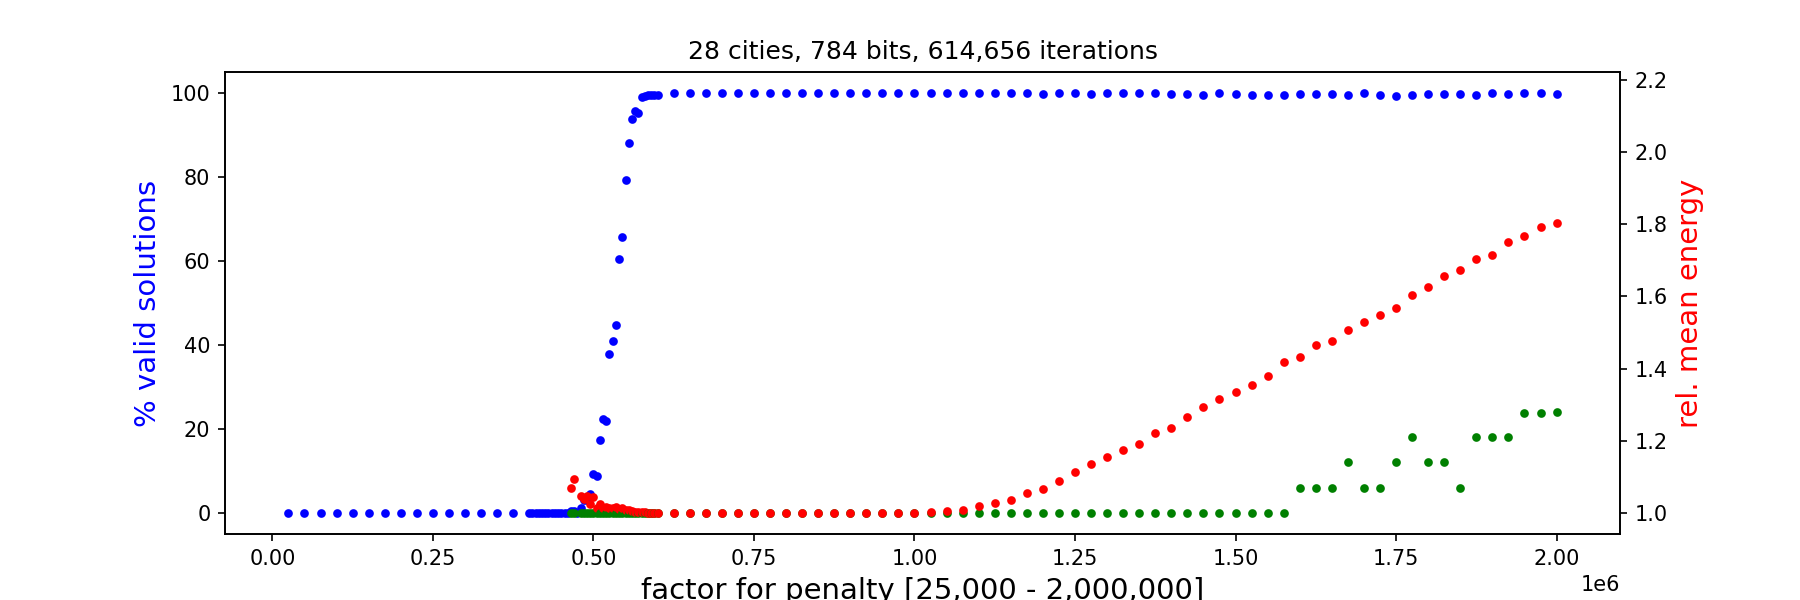 28 cities, 784 bits, 614,656 iterations
100
80
60
40
20
0
% valid solutions
2.2
2.0
1.8
1.6
1.4
1.2
1.0
rel. mean energy
0.00 0.25 0.50 0.75 1.00 1.25 1.50 1.75 2.00
1e6
factor for penalty [25,000 - 2,000,000]